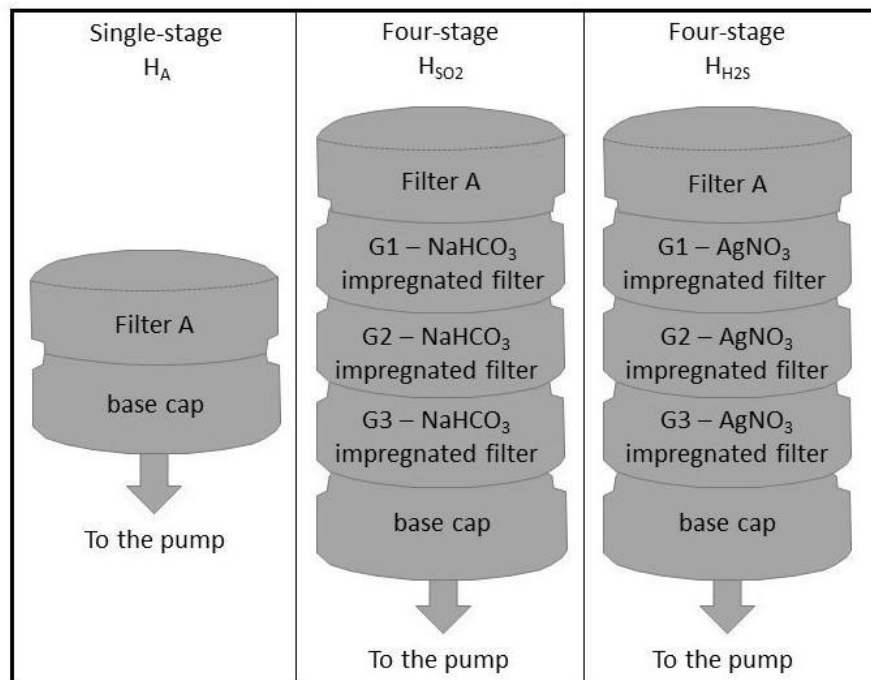 Single-stage
H_A
Filter A
base cap
To the pump
Four-stage
H_SO2
Filter A
G1 – NaHCO₃
impregnated filter
G2 – NaHCO₃
impregnated filter
G3 – NaHCO₃
impregnated filter
base cap
To the pump
Four-stage
H_H2S
Filter A
G1 – AgNO₃
impregnated filter
G2 – AgNO₃
impregnated filter
G3 – AgNO₃
impregnated filter
base cap
To the pump